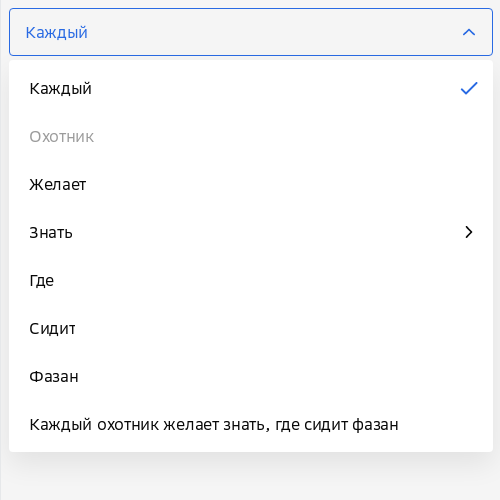 Каждый
Каждый
Охотник
Желает
Знать
Где
Сидит
Фазан
Каждый охотник желает знать, где сидит фазан